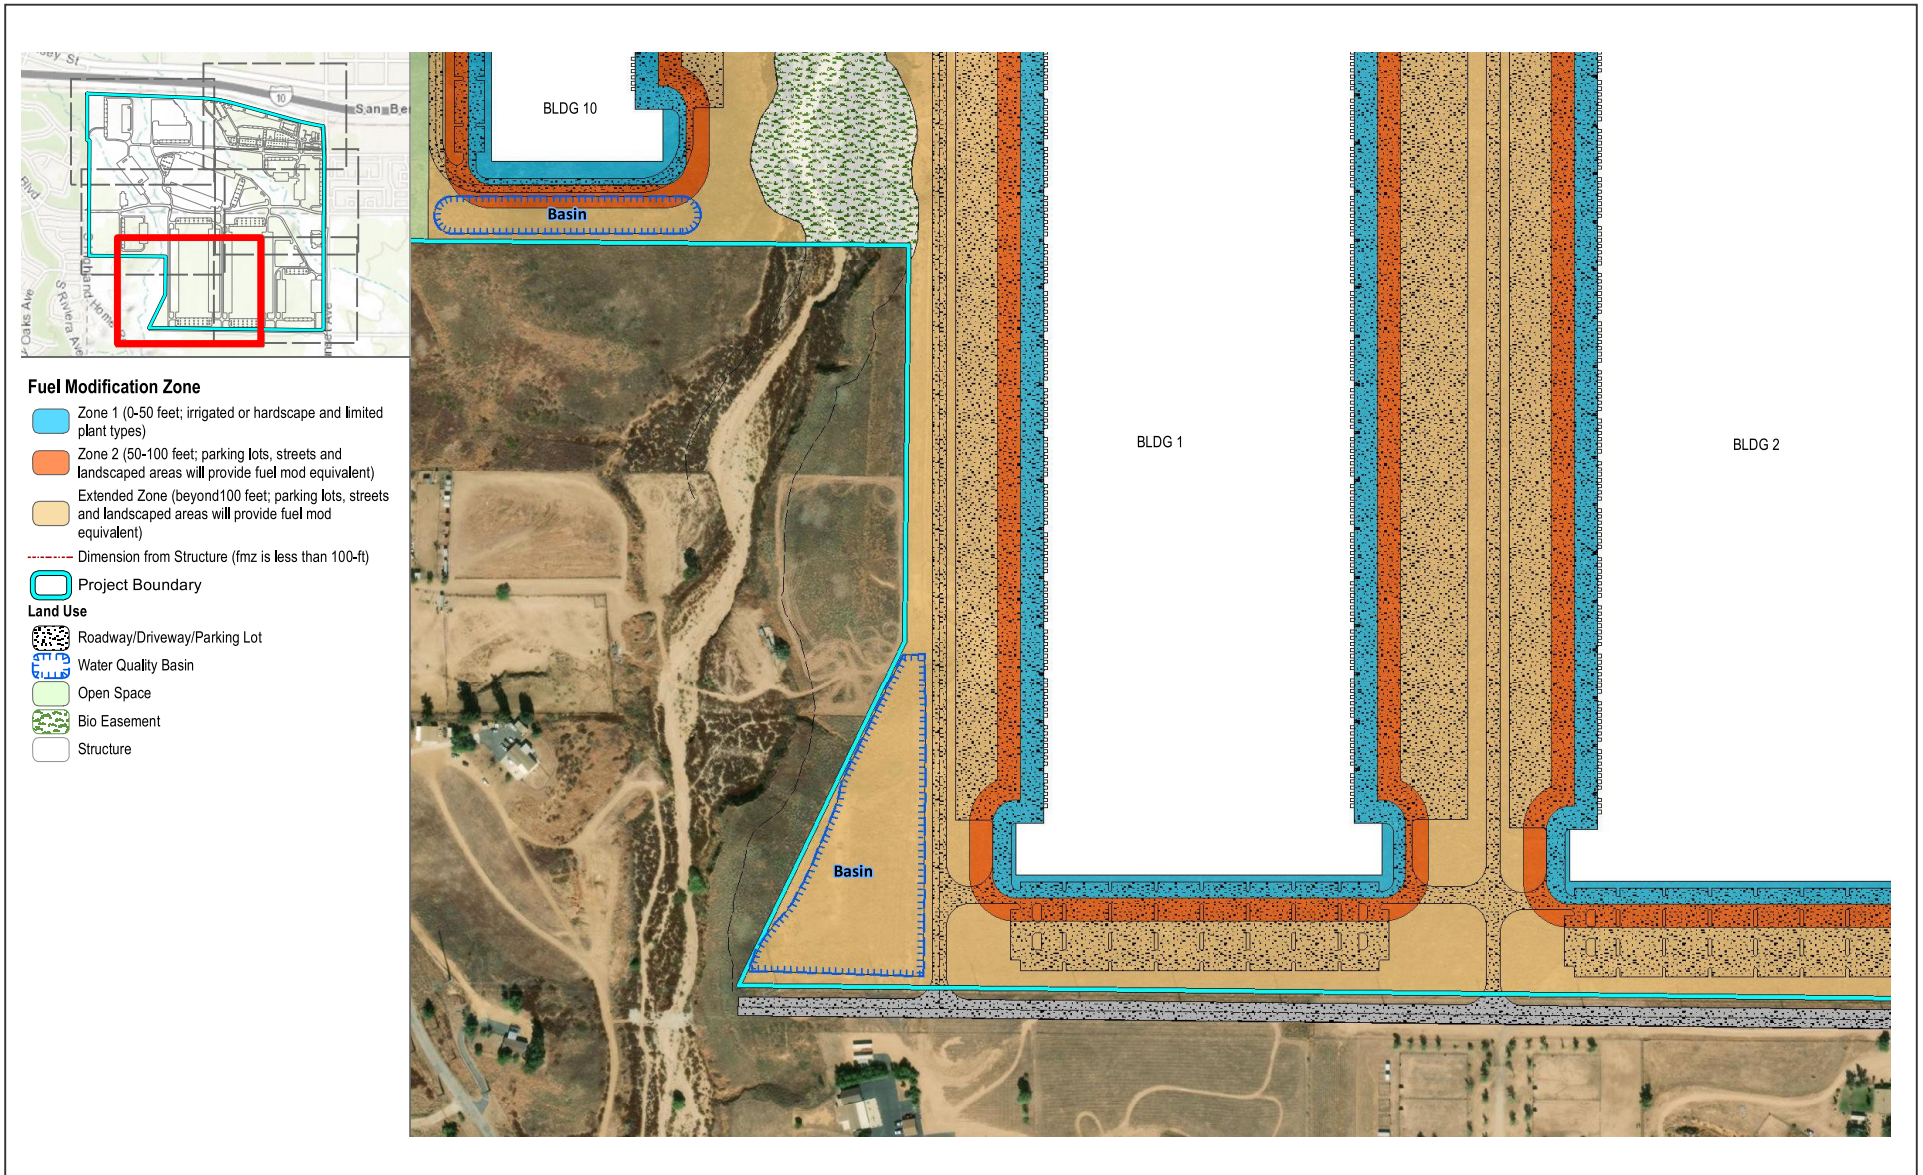 10
San Be
Blvd
Oaks Ave
S Riviera Ave
Fuel Modification Zone
Zone 1 (0-50 feet; irrigated or hardscape and limited
plant types)
Zone 2 (50-100 feet; parking lots, streets and
landscaped areas will provide fuel mod equivalent)
Extended Zone (beyond100 feet; parking lots, streets
and landscaped areas will provide fuel mod
equivalent)
Dimension from Structure (fmz is less than 100-ft)
Project Boundary
Land Use
Roadway/Driveway/Parking Lot
Water Quality Basin
Open Space
Bio Easement
Structure
BLDG 10
Basin
BLDG 1
BLDG 2
Basin